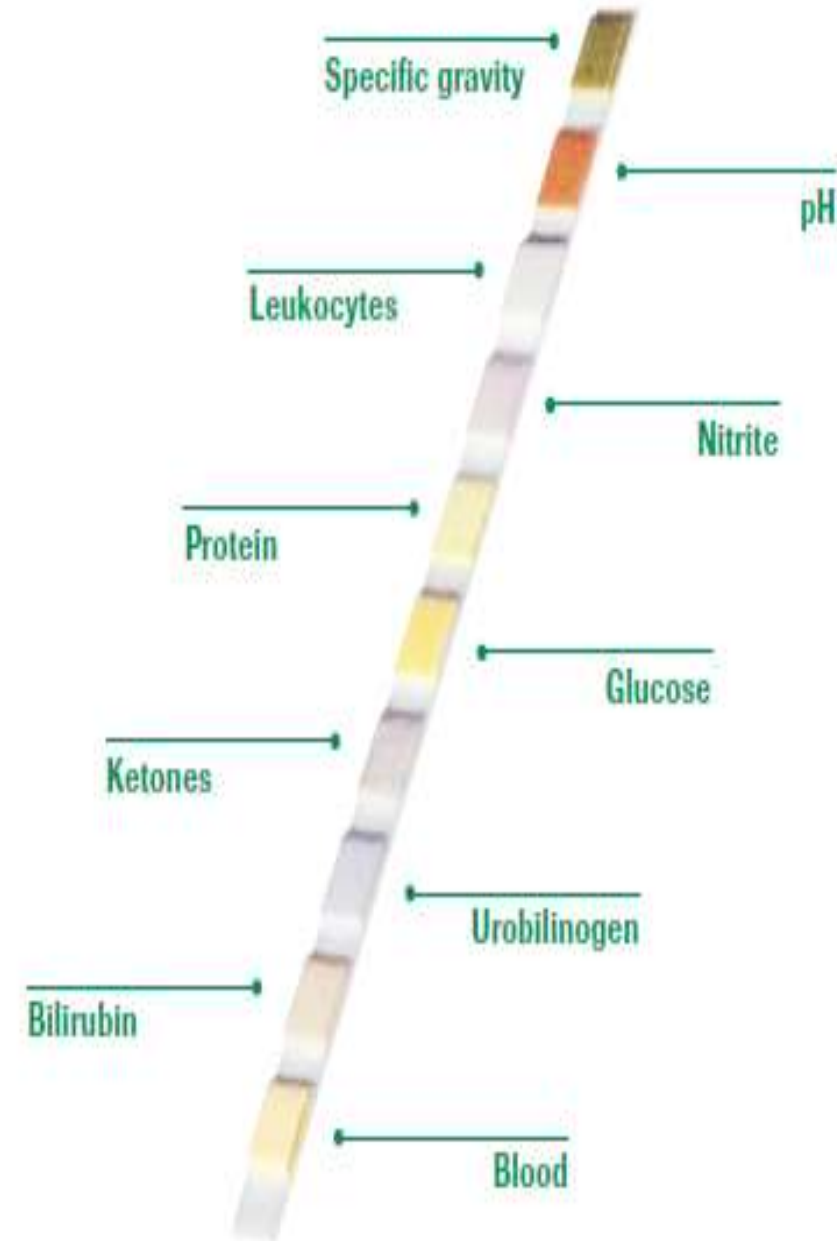 Specific gravity
pH
Leukocytes
Nitrite
Protein
Glucose
Ketones
Urobilinogen
Bilirubin
Blood